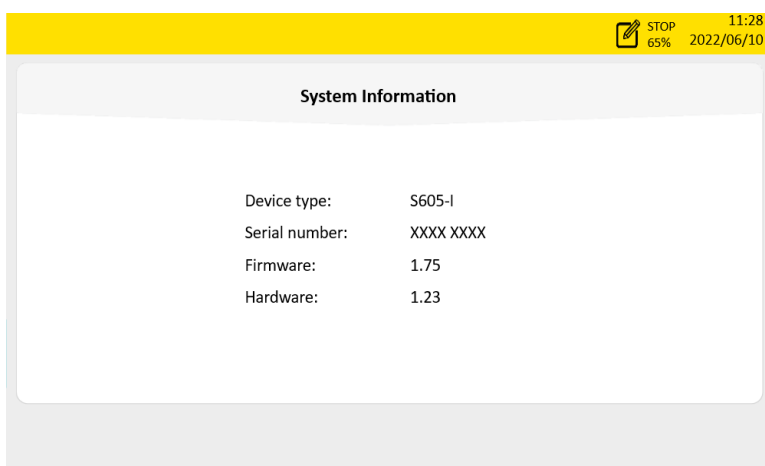 STOP 11:28
65% 2022/06/10
System Information
Device type: S605-I
Serial number: XXXX XXXX
Firmware: 1.75
Hardware: 1.23